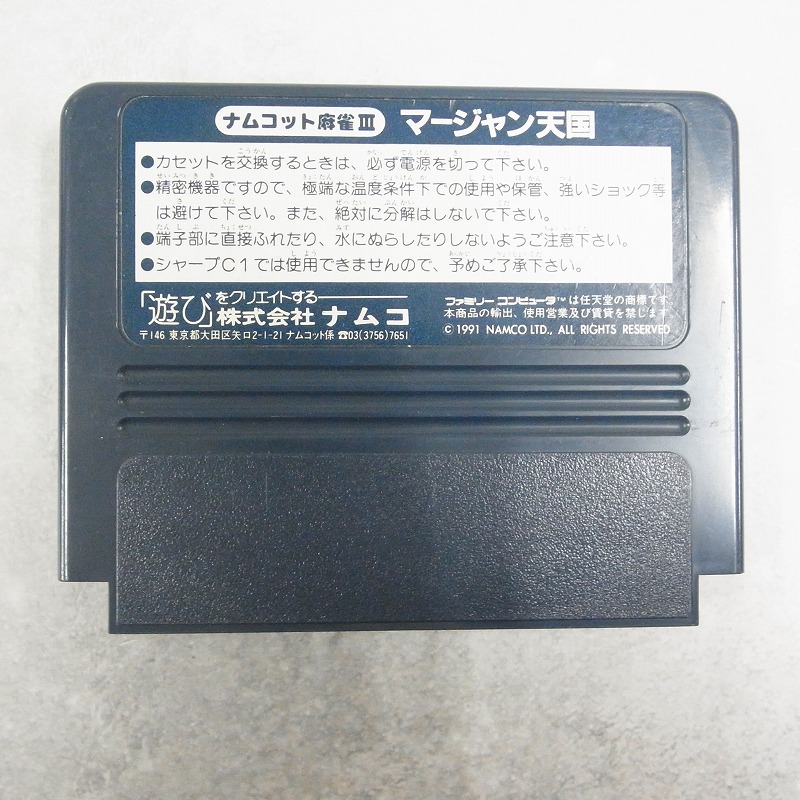 ナムコット麻雀III マージャン天国
●カセットを交換するときは、必ず電源を切って下さい。
●精密機器ですので、極端な温度条件下での使用や保管、強いショック等
は避けて下さい。また、絶対に分解はしないで下さい。
●端子部に直接ふれたり、水にぬらしたりしないようご注意下さい。
●シャープC1では使用できませんので、予めご了承下さい。
「遊び」をクリエイトする
株式会社 ナムコ
〒146 東京都大田区矢口2-1-21 ナムコット係 ☎03(3756)7651
ファミリーコンピュータ™は任天堂の商標です。
本商品の輸出、使用営業及び賃貸を禁じます。
© 1991 NAMCO LTD., ALL RIGHTS RESERVED